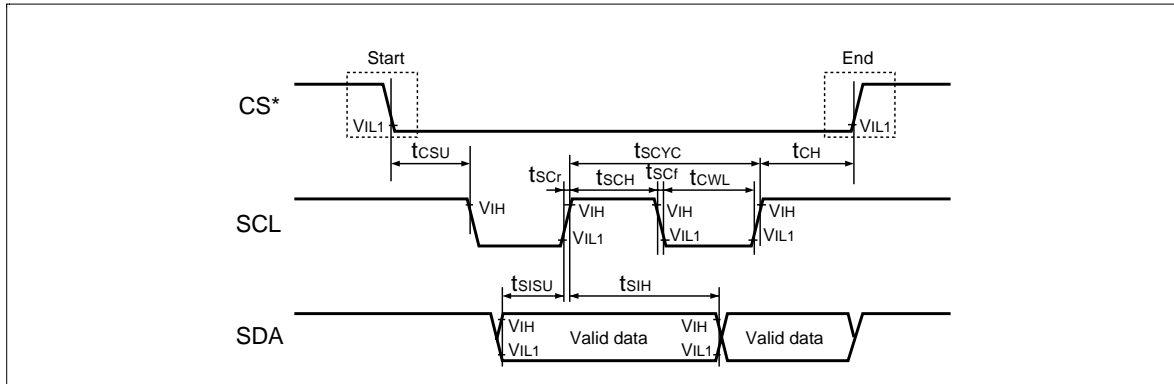 Start
End
CS*
VIL1
VIL1
tCSU
tSCYC
tCH
tSCr
tSCH
tSCf
tCWL
SCL
VIH
VIH
VIH
VIH
VIL1
VIL1
VIL1
tSISU
tSIH
SDA
VIH
VIH
Valid data
Valid data
VIL1
VIL1